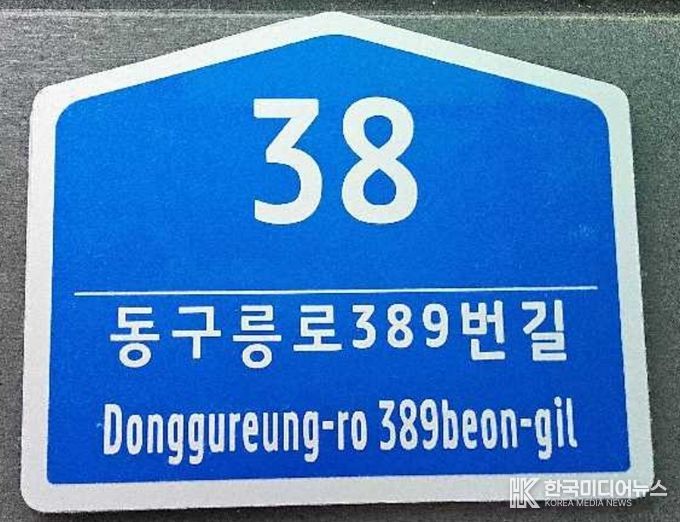 38
동구릉로389번길
Donggureung-ro 389beon-gil
HK 한국미디어뉴스
KOREA MEDIA NEWS